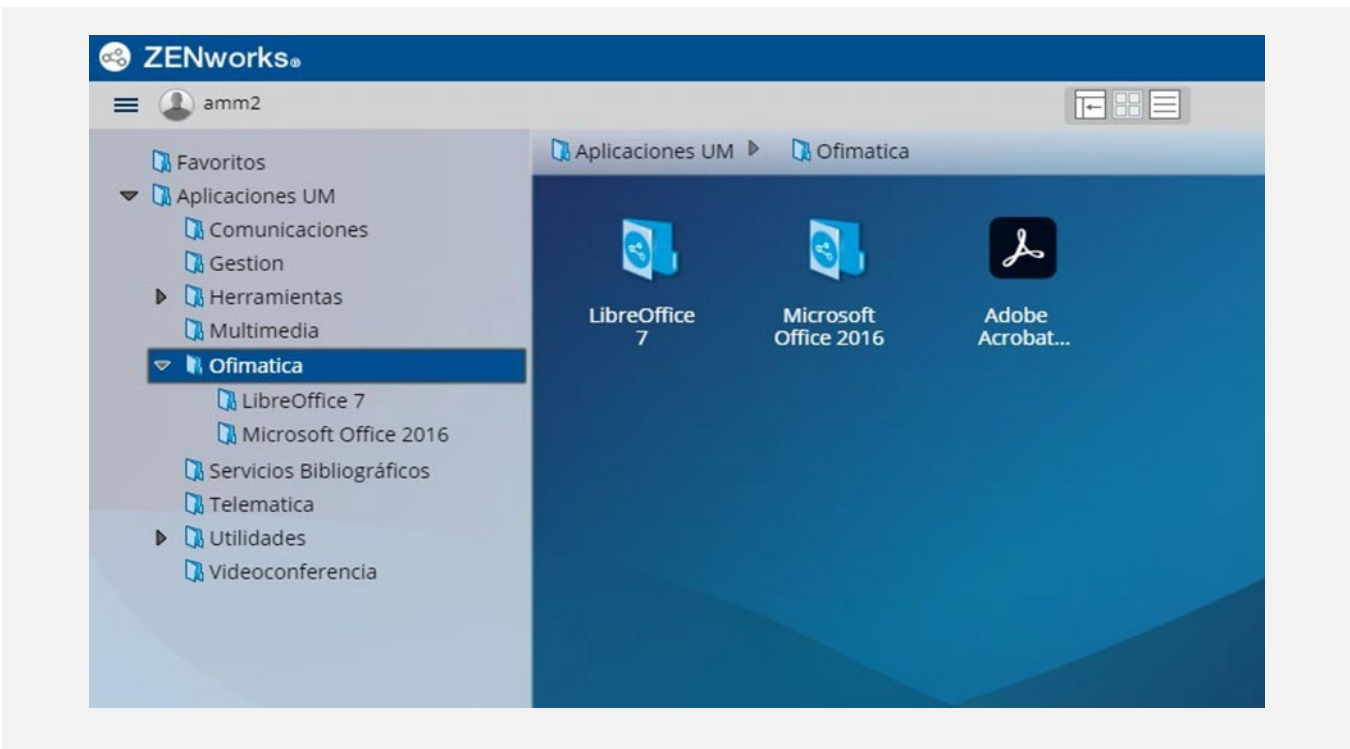 ZENworks®
amm2
Favoritos
Aplicaciones UM
Comunicaciones
Gestion
Herramientas
Multimedia
Ofimatica
LibreOffice 7
Microsoft Office 2016
Servicios Bibliográficos
Telematica
Utilidades
Videoconferencia
Aplicaciones UM Ofimatica
LibreOffice
7
Microsoft
Office 2016
Adobe
Acrobat...